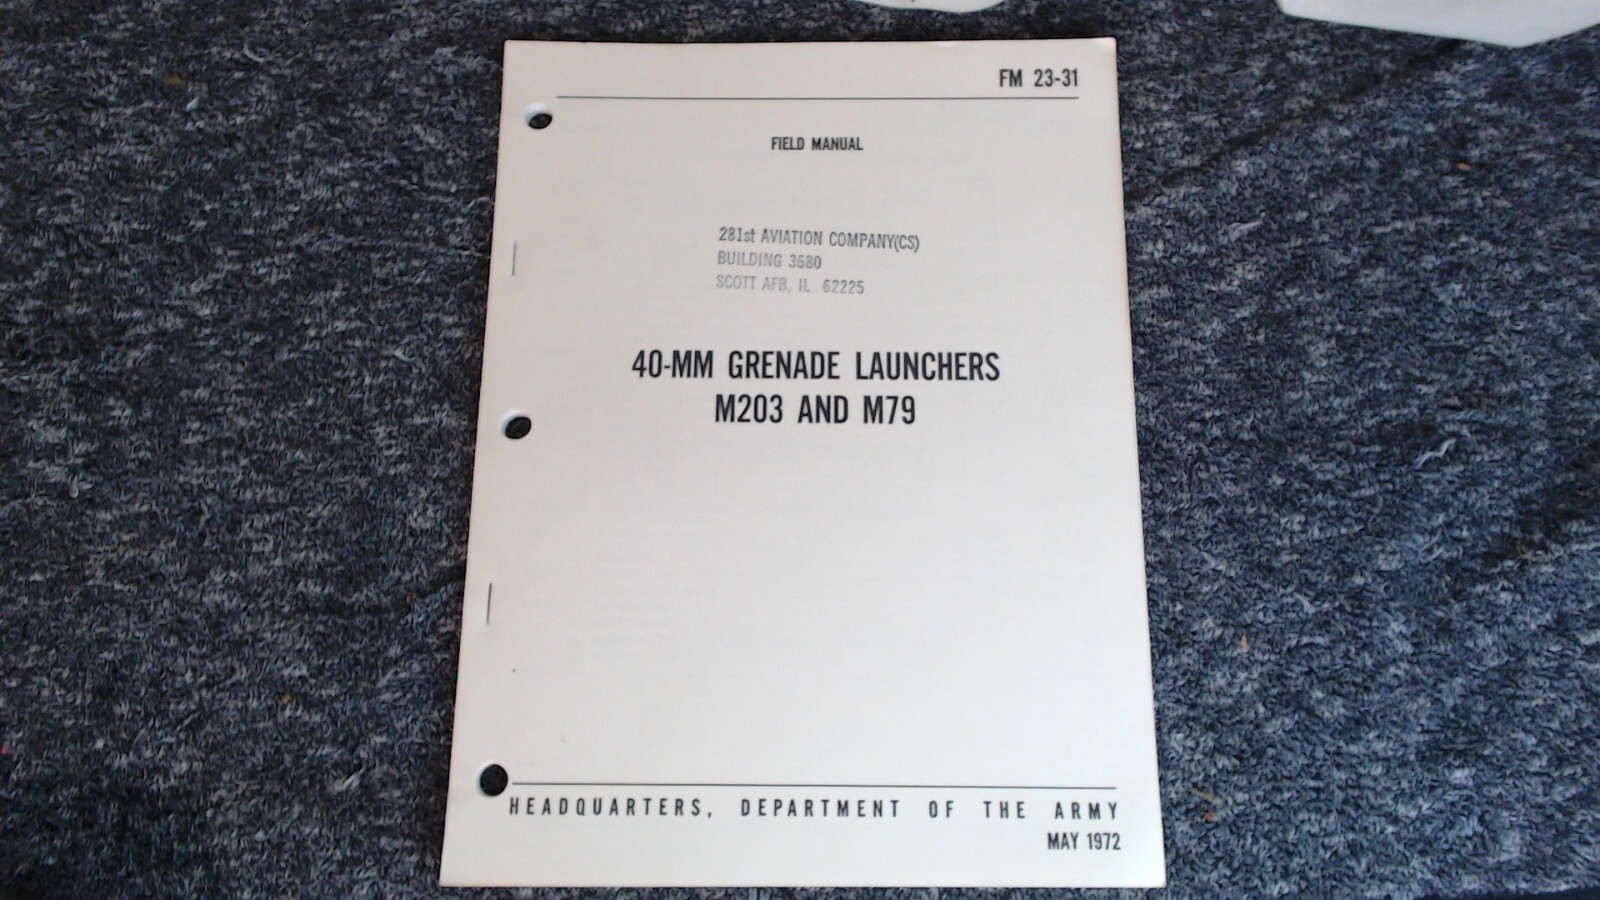 FM 23-31
FIELD MANUAL
281st AVIATION COMPANY(CS)
BUILDING 3680
SCOTT AFB, IL 62225
40-MM GRENADE LAUNCHERS
M203 AND M79
HEADQUARTERS, DEPARTMENT OF THE ARMY
MAY 1972